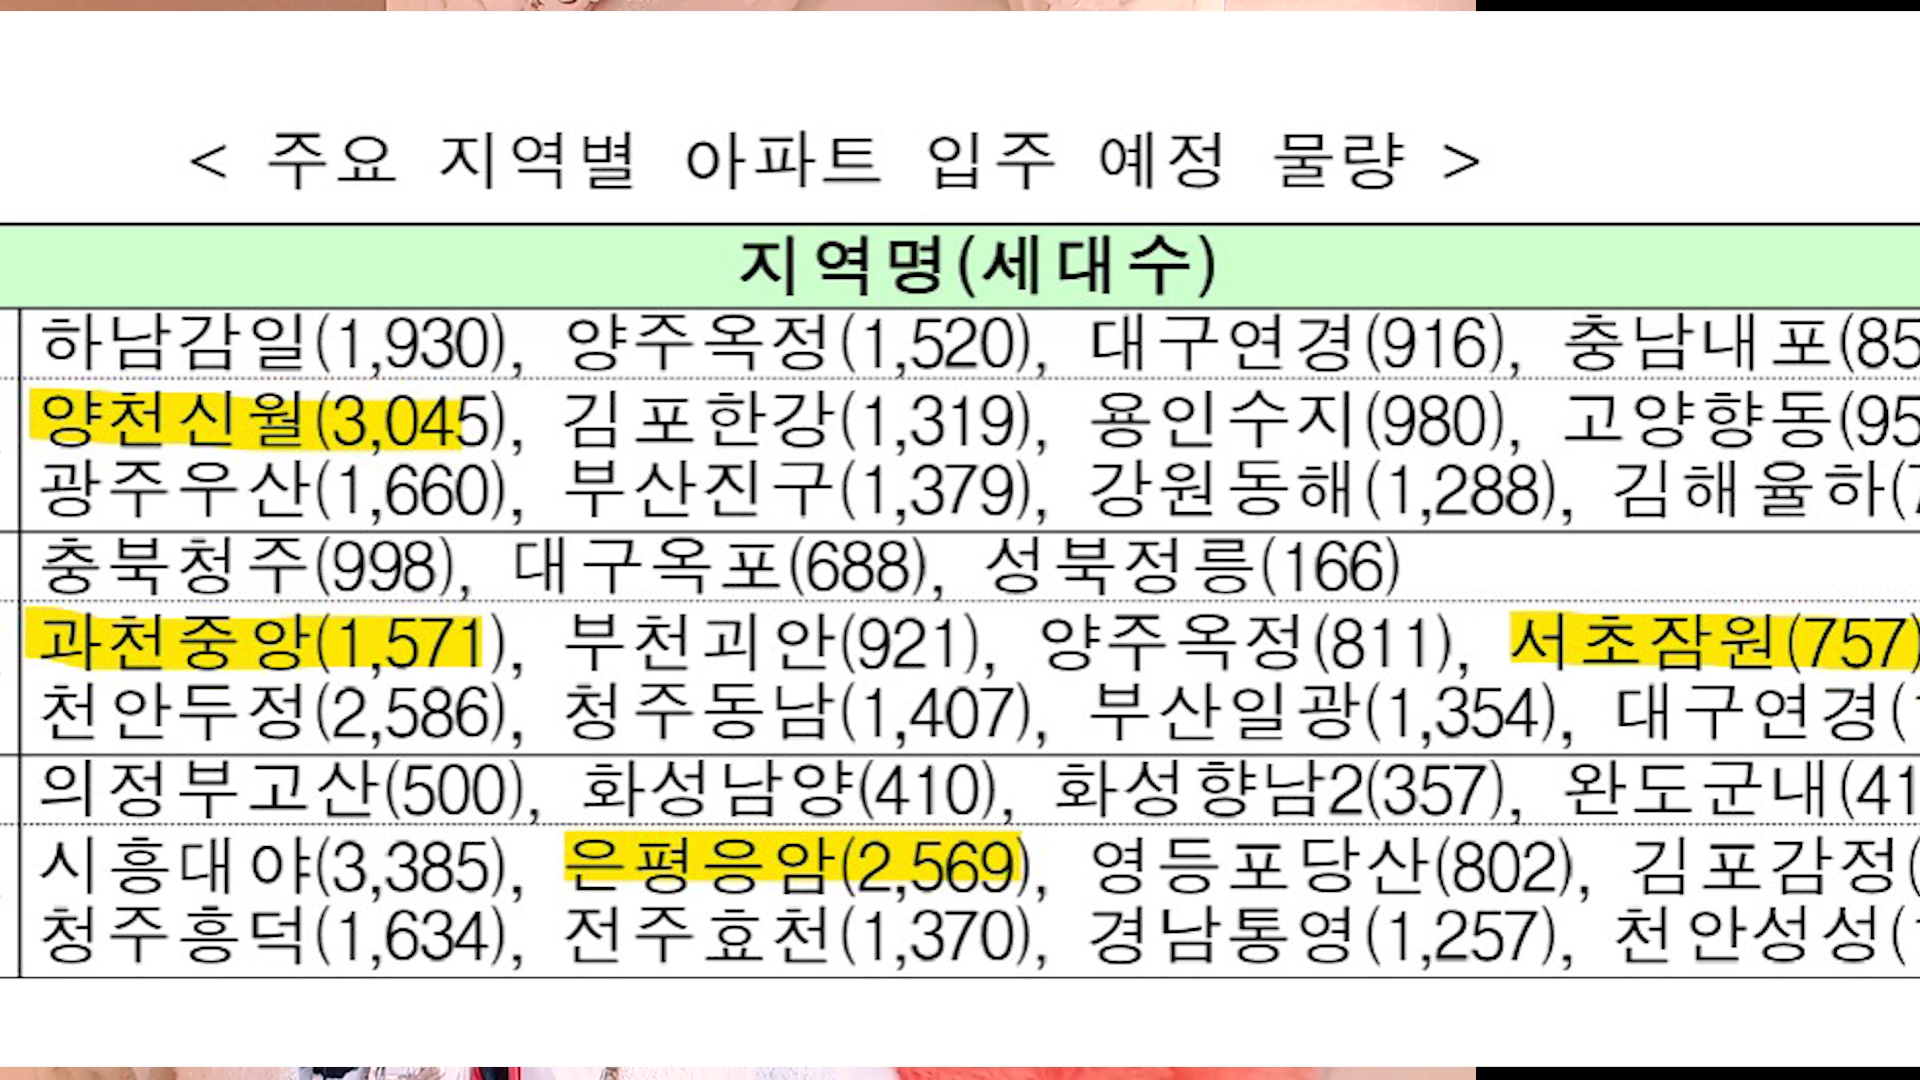 < 주요 지역별 아파트 입주 예정 물량 >
지역명(세대수)
하남감일(1,930), 양주옥정(1,520), 대구연경(916), 충남내포(85
양천신월(3,045), 김포한강(1,319), 용인수지(980), 고양향동(95
광주우산(1,660), 부산진구(1,379), 강원동해(1,288), 김해율하(7
충북청주(998), 대구옥포(688), 성북정릉(166)
과천중앙(1,571), 부천괴안(921), 양주옥정(811), 서초잠원(757)
천안두정(2,586), 청주동남(1,407), 부산일광(1,354), 대구연경(1
의정부고산(500), 화성남양(410), 화성향남2(357), 완도군내(41
시흥대야(3,385), 은평응암(2,569), 영등포당산(802), 김포감정(
청주흥덕(1,634), 전주효천(1,370), 경남통영(1,257), 천안성성(1